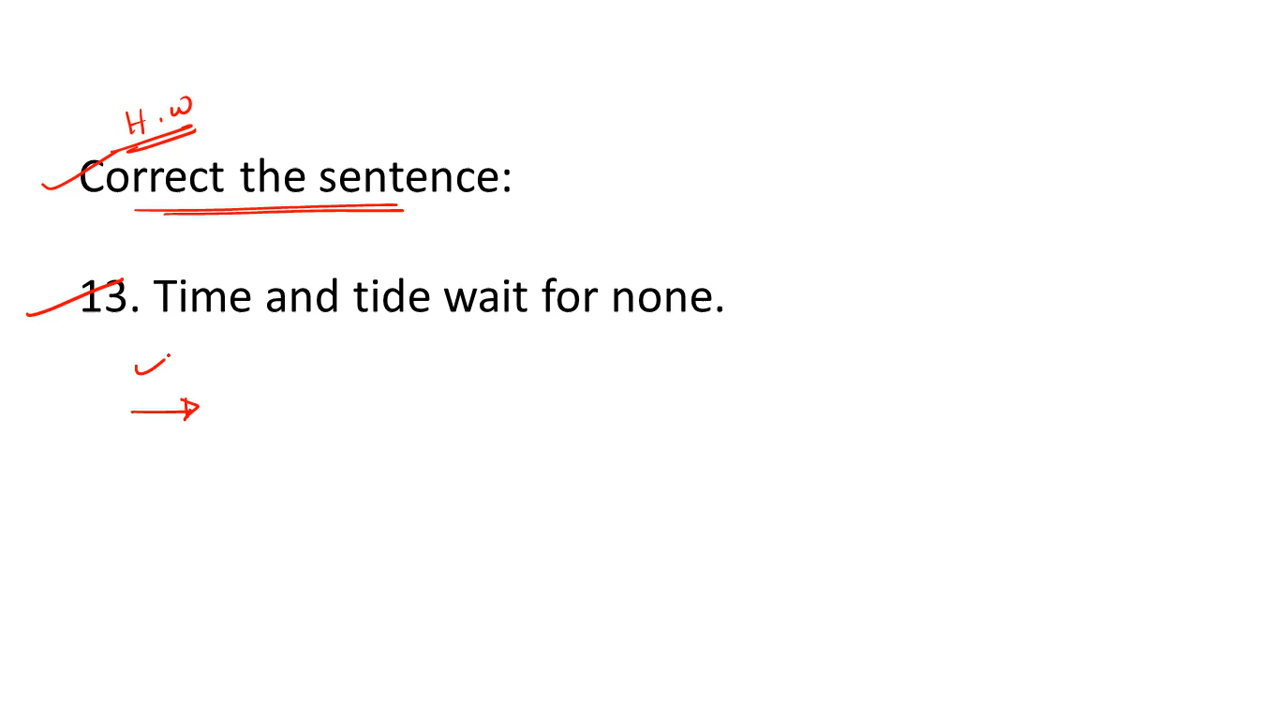 H.W
Correct the sentence:
13. Time and tide wait for none.